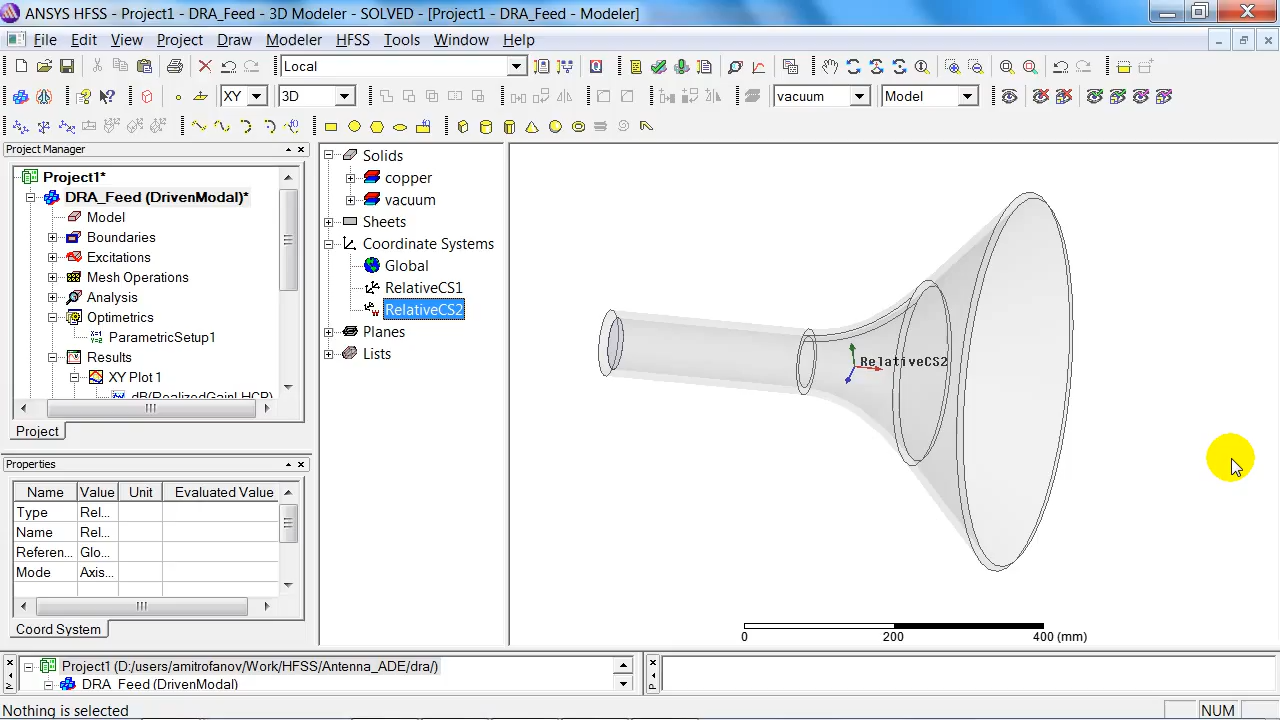 ANSYS HFSS - Project1 - DRA_Feed - 3D Modeler - SOLVED - [Project1 - DRA_Feed - Modeler]
File Edit View Project Draw Modeler HFSS Tools Window Help
Local
XY 3D vacuum Model
Project Manager
Project1*
DRA_Feed (DrivenModal)*
Model
Boundaries
Excitations
Mesh Operations
Analysis
Optimetrics
ParametricSetup1
Results
XY Plot 1
dB(RealizedGainLHCP)
Project
Properties
Name Value Unit Evaluated Value
Type Rel...
Name Rel...
Referen... Glo...
Mode Axis...
Coord System
Solids
copper
vacuum
Sheets
Coordinate Systems
Global
RelativeCS1
RelativeCS2
Planes
Lists
RelativeCS2
0 200 400 (mm)
Project1 (D:/users/amitrofanov/Work/HFSS/Antenna_ADE/dra/)
DRA_Feed (DrivenModal)
Nothing is selected
NUM